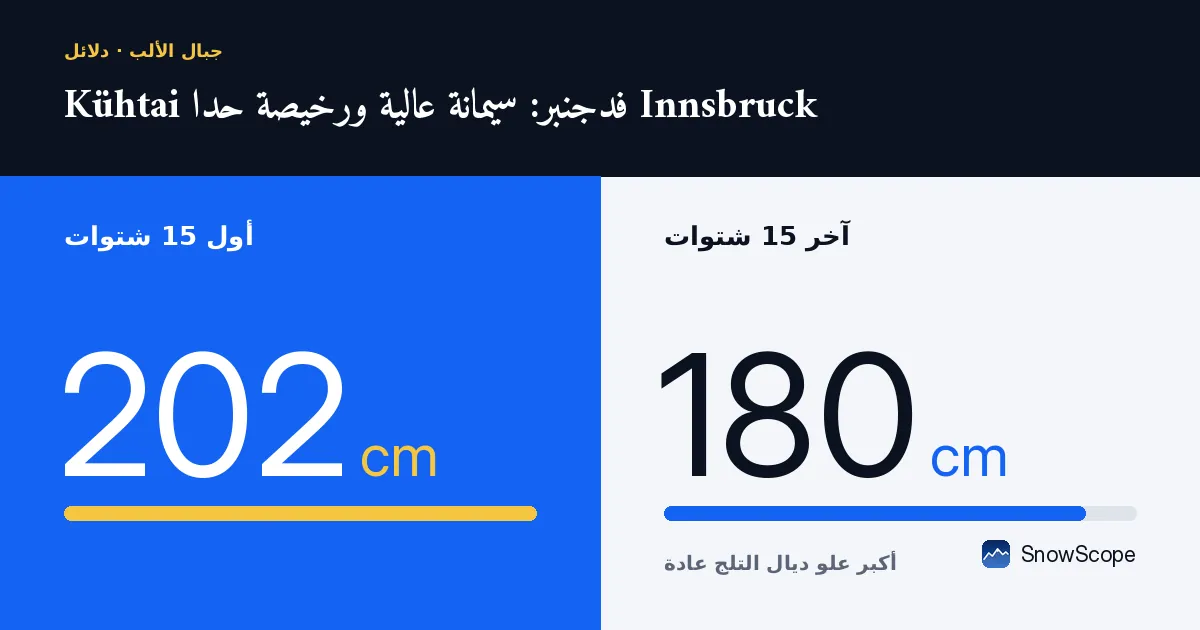 جبال الألب · دلائل
Kühtai فدجنبر: سيمانة عالية ورخيصة حدا Innsbruck
أول 15 شتوات
202 cm
آخر 15 شتوات
180 cm
أكبر علو ديال التلج عادة
SnowScope